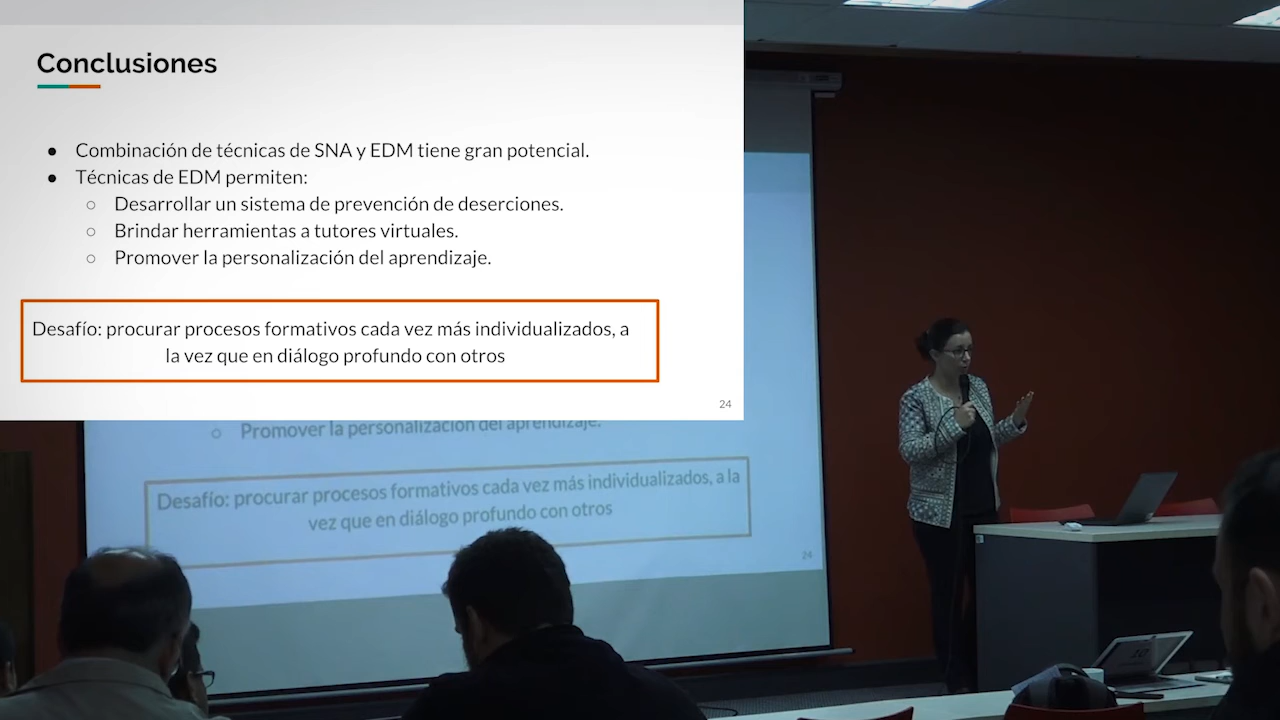 Conclusiones
● Combinación de técnicas de SNA y EDM tiene gran potencial.
● Técnicas de EDM permiten:
○ Desarrollar un sistema de prevención de deserciones.
○ Brindar herramientas a tutores virtuales.
○ Promover la personalización del aprendizaje.
Desafío: procurar procesos formativos cada vez más individualizados, a
la vez que en diálogo profundo con otros
24
○ Promover la personalización del aprendizaje.
Desafío: procurar procesos formativos cada vez más individualizados, a la
vez que en diálogo profundo con otros
24